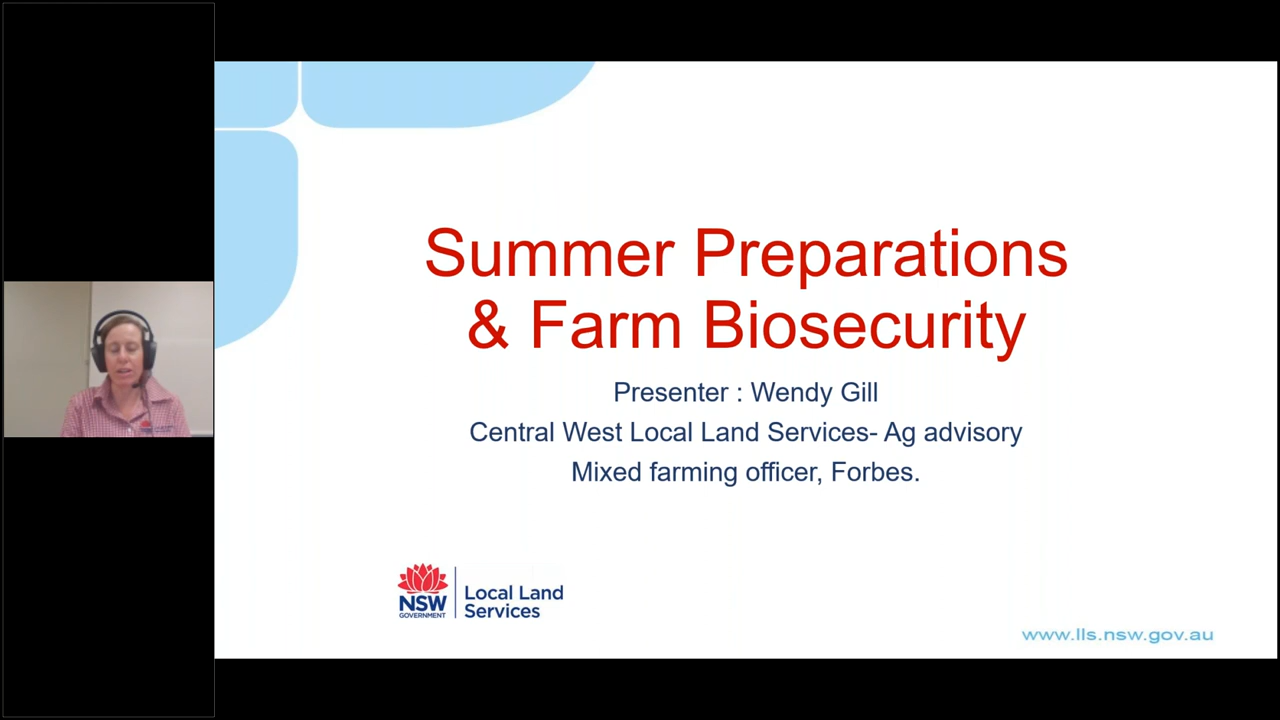 Summer Preparations
& Farm Biosecurity
Presenter : Wendy Gill
Central West Local Land Services- Ag advisory
Mixed farming officer, Forbes.
NSW
GOVERNMENT
Local Land
Services
www.lls.nsw.gov.au